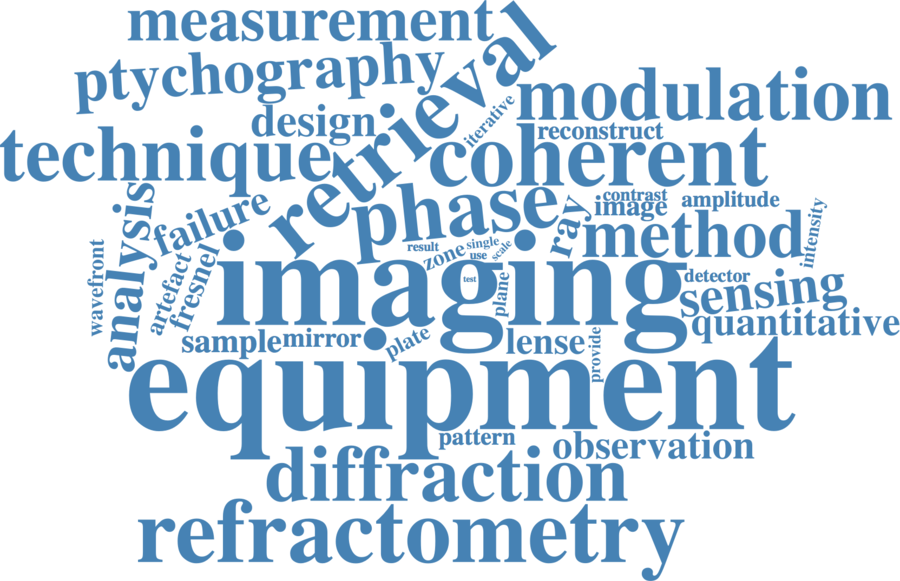 measurement
ptychography
retrieval
modulation
design
iterative
reconstruct
technique
coherent
analysis
failure
phase
contrast
image
amplitude
ray
method
intensity
wavefront
artefact
fresnel
result
zone
single
use
scale
imaging
test
plane
detector
sensing
quantitative
sample
mirror
plate
lense
provide
equipment
pattern
observation
diffraction
refractometry